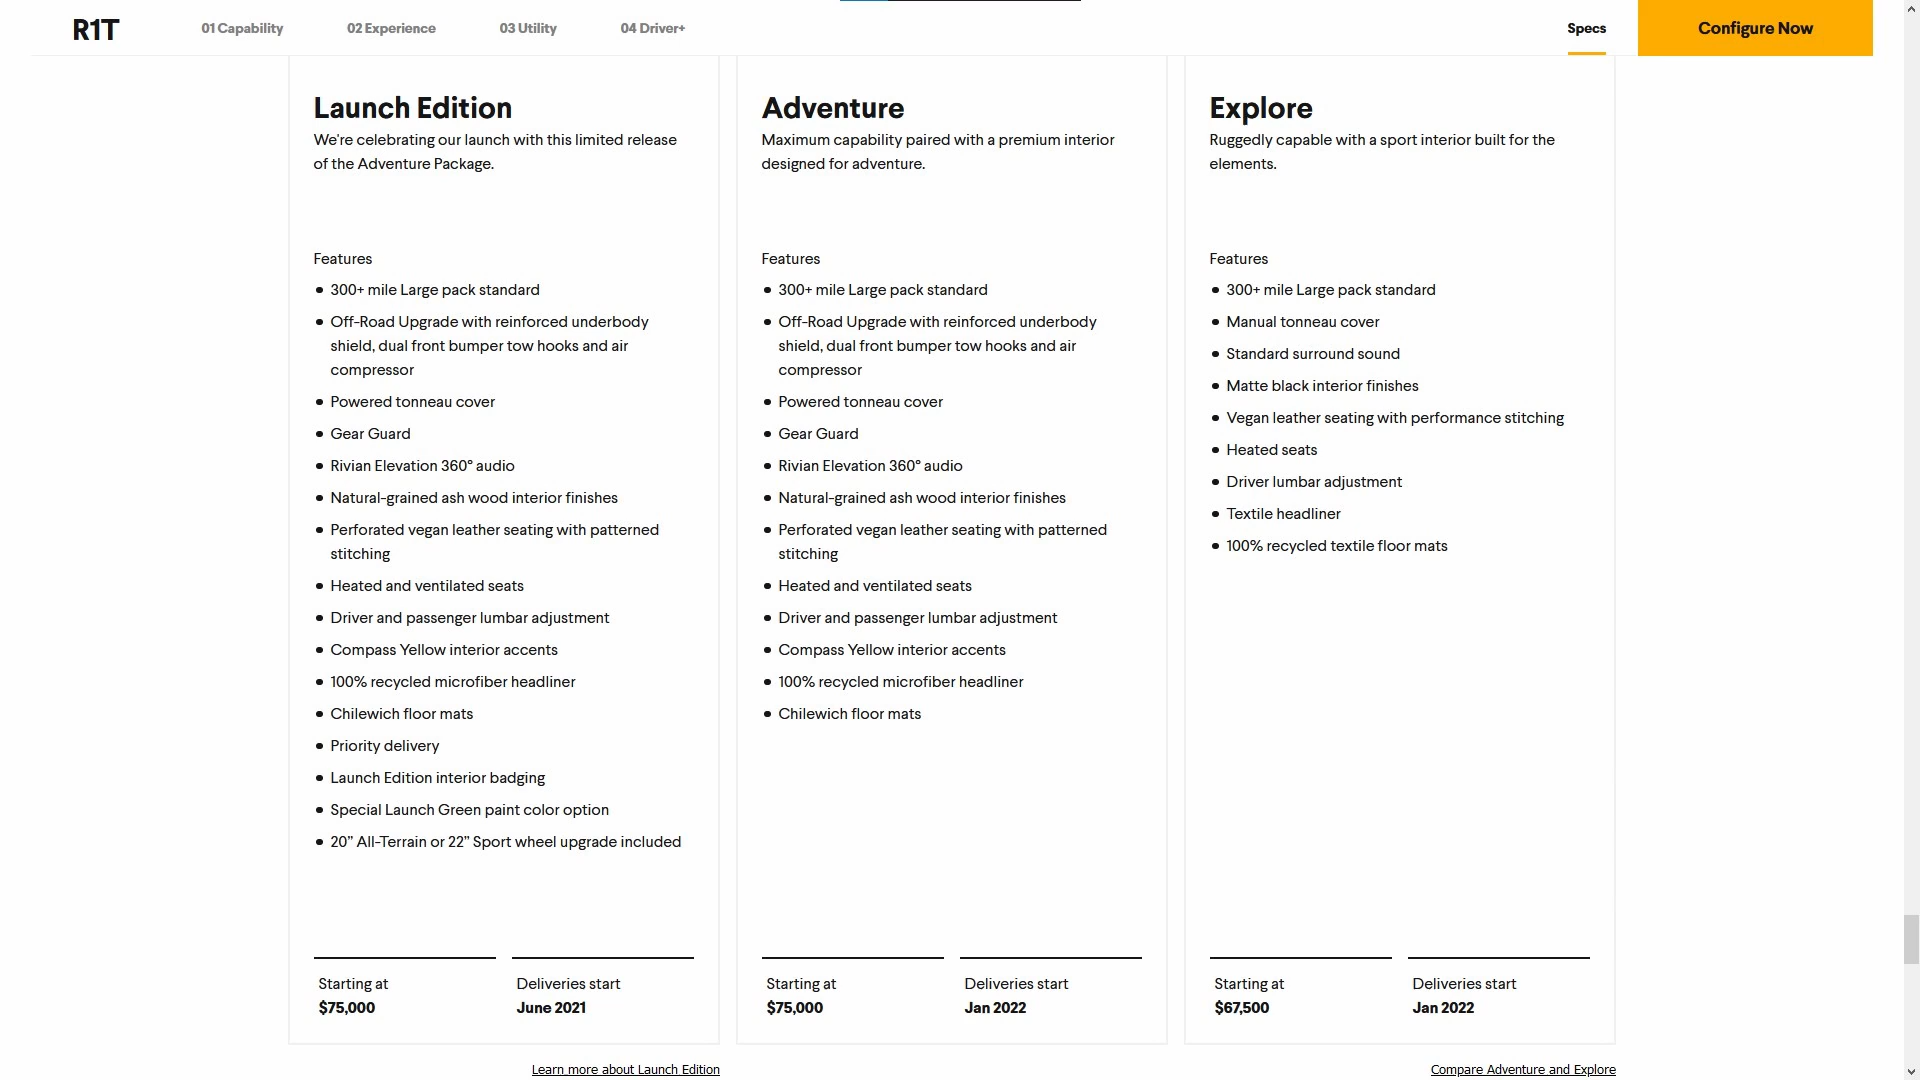 R1T
01 Capability
02 Experience
03 Utility
04 Driver+
Specs
Configure Now
Launch Edition
We're celebrating our launch with this limited release
of the Adventure Package.
Features
300+ mile Large pack standard
Off-Road Upgrade with reinforced underbody
shield, dual front bumper tow hooks and air
compressor
Powered tonneau cover
Gear Guard
Rivian Elevation 360° audio
Natural-grained ash wood interior finishes
Perforated vegan leather seating with patterned
stitching
Heated and ventilated seats
Driver and passenger lumbar adjustment
Compass Yellow interior accents
100% recycled microfiber headliner
Chilewich floor mats
Priority delivery
Launch Edition interior badging
Special Launch Green paint color option
20” All-Terrain or 22” Sport wheel upgrade included
Starting at
$75,000
Deliveries start
June 2021
Learn more about Launch Edition
Adventure
Maximum capability paired with a premium interior
designed for adventure.
Features
300+ mile Large pack standard
Off-Road Upgrade with reinforced underbody
shield, dual front bumper tow hooks and air
compressor
Powered tonneau cover
Gear Guard
Rivian Elevation 360° audio
Natural-grained ash wood interior finishes
Perforated vegan leather seating with patterned
stitching
Heated and ventilated seats
Driver and passenger lumbar adjustment
Compass Yellow interior accents
100% recycled microfiber headliner
Chilewich floor mats
Starting at
$75,000
Deliveries start
Jan 2022
Explore
Ruggedly capable with a sport interior built for the
elements.
Features
300+ mile Large pack standard
Manual tonneau cover
Standard surround sound
Matte black interior finishes
Vegan leather seating with performance stitching
Heated seats
Driver lumbar adjustment
Textile headliner
100% recycled textile floor mats
Starting at
$67,500
Deliveries start
Jan 2022
Compare Adventure and Explore